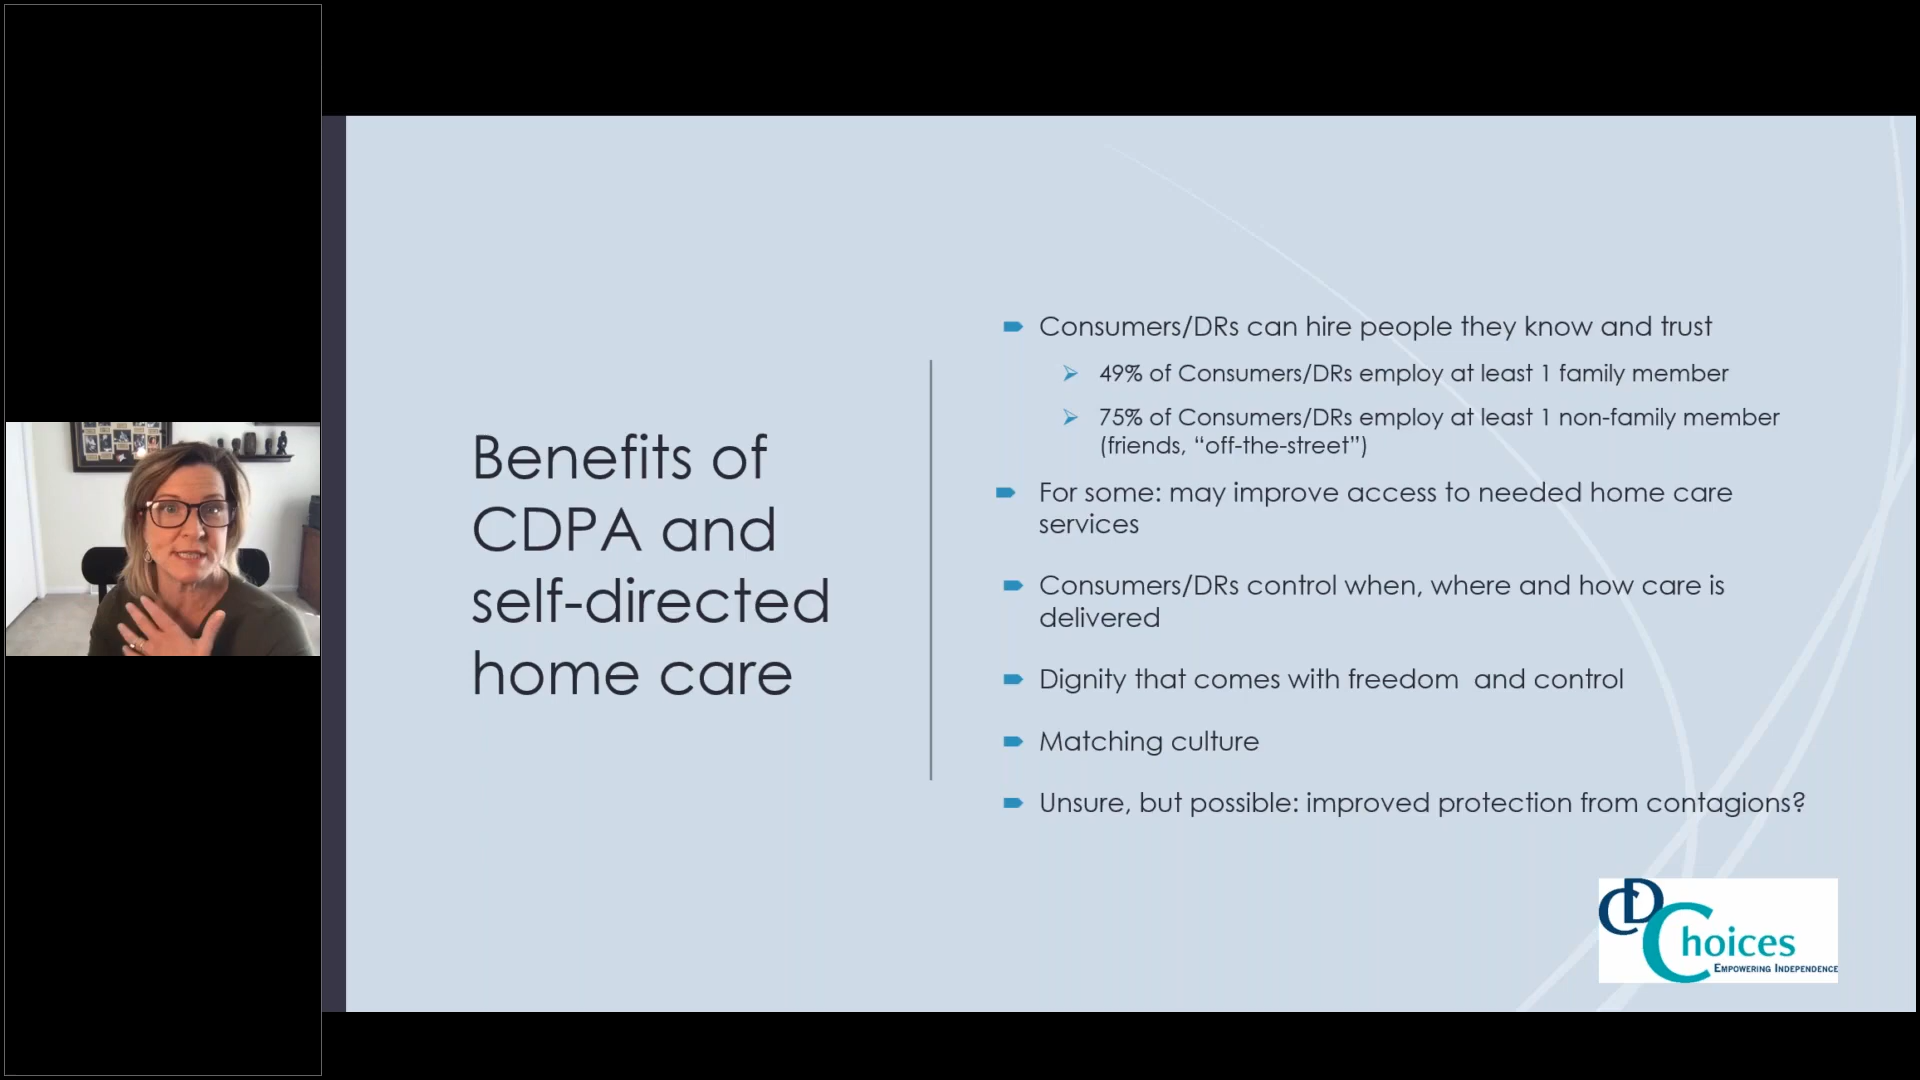 Benefits of
CDPA and
self-directed
home care
Consumers/DRs can hire people they know and trust
49% of Consumers/DRs employ at least 1 family member
75% of Consumers/DRs employ at least 1 non-family member
(friends, “off-the-street”)
For some: may improve access to needed home care
services
Consumers/DRs control when, where and how care is
delivered
Dignity that comes with freedom  and control
Matching culture
Unsure, but possible: improved protection from contagions?
CDChoices
EMPOWERING INDEPENDENCE